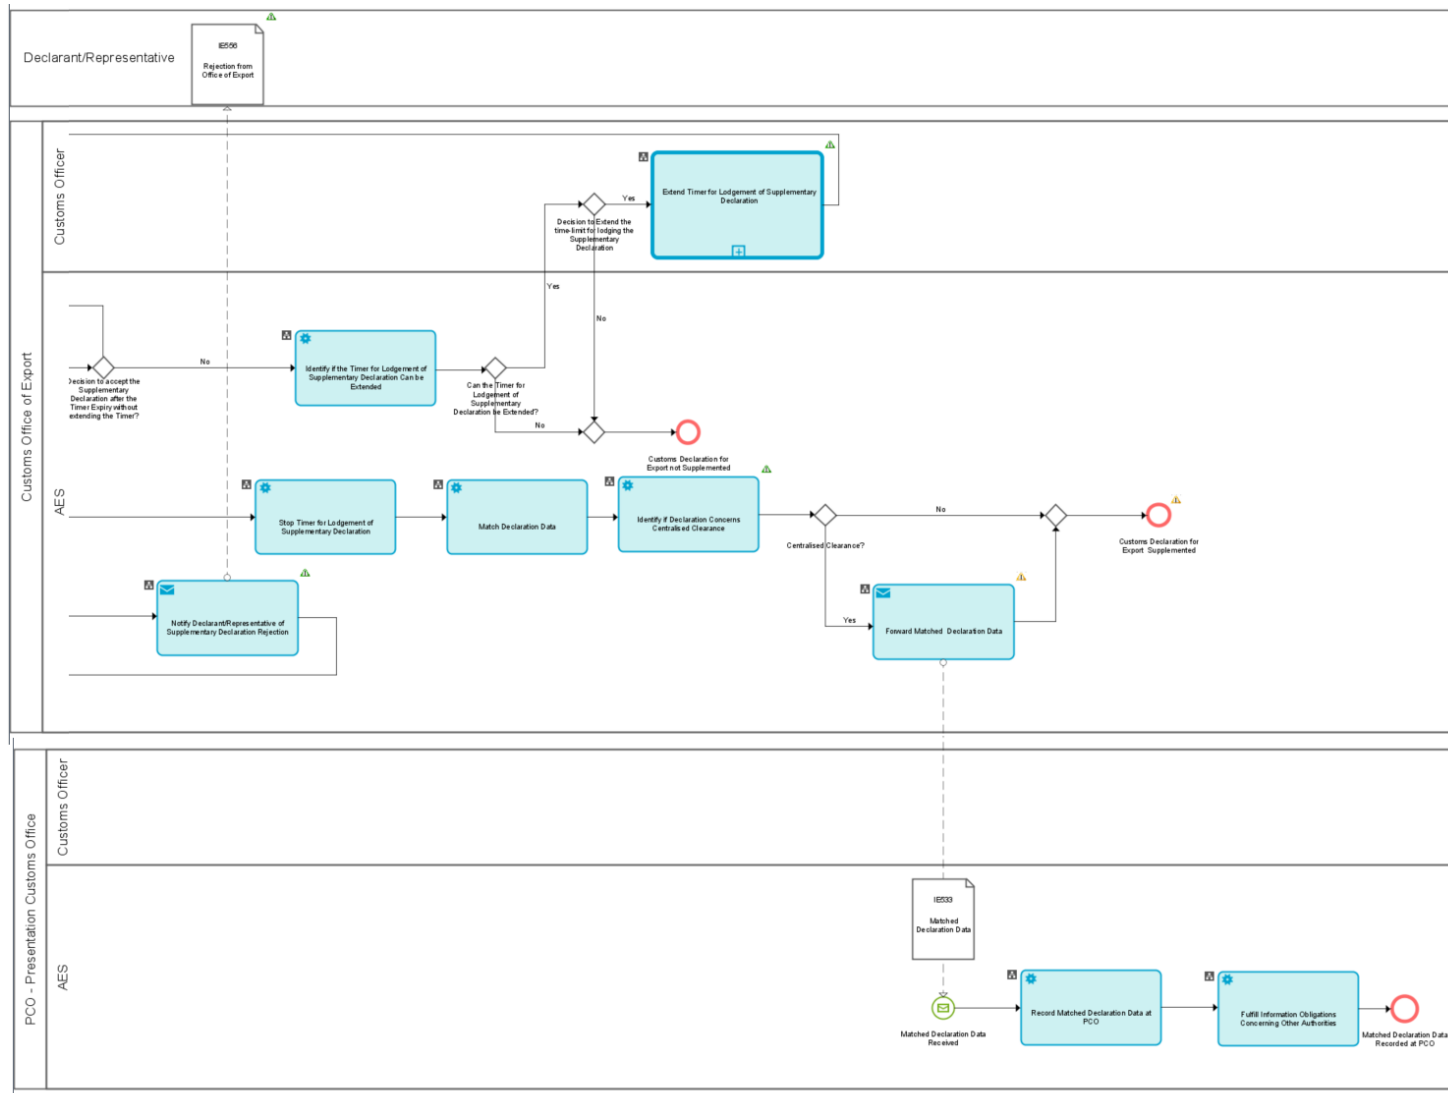 Declarant/Representative
IE556
Rejection from
Office of Export
Customs Office of Export
Customs Officer
Extend Timer for Lodgement of Supplementary
Declaration
Yes
Decision to Extend the
time-limit for lodging the
Supplementary
Declaration
Yes
No
AES
No
Decision to accept the
Supplementary
Declaration after the
Timer Expiry without
extending the Timer?
Identify if the Timer for Lodgement of
Supplementary Declaration Can be
Extended
Can the Timer for
Lodgement of
Supplementary
Declaration be Extended?
No
Customs Declaration for
Export not Supplemented
Stop Timer for Lodgement of
Supplementary Declaration
Match Declaration Data
Identify if Declaration Concerns
Centralised Clearance
Centralised Clearance?
No
Customs Declaration for
Export Supplemented
Notify Declarant/Representative of
Supplementary Declaration Rejection
Yes
Forward Matched Declaration Data
PCO - Presentation Customs Office
Customs Officer
AES
IE533
Matched
Declaration Data
Matched Declaration Data
Received
Record Matched Declaration Data at
PCO
Fulfill Information Obligations
Concerning Other Authorities
Matched Declaration Data
Recorded at PCO